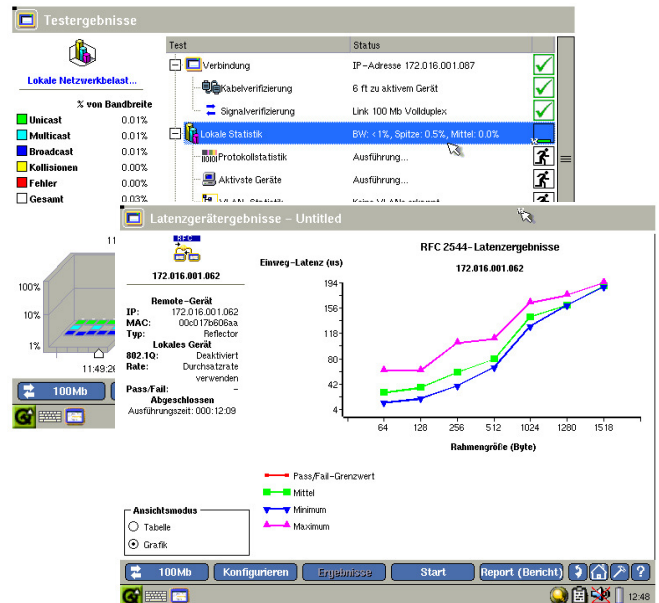 Testergebnisse
Lokale Netzwerkbelast...
% von Bandbreite
Unicast 0.01%
Multicast 0.01%
Broadcast 0.01%
Kollisionen 0.00%
Fehler 0.00%
Gesamt 0.03%
Test Status
Verbindung IP-Adresse 172.016.001.087
Kabelverifizierung 6 ft zu aktivem Gerät
Signalverifizierung Link 100 Mb Vollduplex
Lokale Statistik BW: <1%, Spitze: 0.5%, Mittel: 0.0%
Protokollstatistik Ausführung...
Aktivste Geräte Ausführung...
VLAN-Statistik Keine VLANs erkannt
11
100%
10%
1%
11:49:26
100Mb
Latenzgerätergebnisse - Untitled
RFC
172.016.001.062
Remote-Gerät
IP: 172.016.001.062
MAC: 00c017b606aa
Typ: Reflector
Lokales Gerät
802.1Q: Deaktiviert
Rate: Durchsatzrate
verwenden
Pass/Fail: -
Abgeschlossen
Ausführungszeit: 000:12:09
Ansichtsmodus
Tabelle
Grafik
RFC 2544-Latenzergebnisse
Einweg-Latenz (us)
172.016.001.062
194
156
118
80
42
4
64 128 256 512 1024 1280 1518
Rahmengröße (Byte)
Pass/Fail-Grenzwert
Mittel
Minimum
Maximum
100Mb Konfigurieren Ergebnisse Start Report (Bericht) ?
12:48